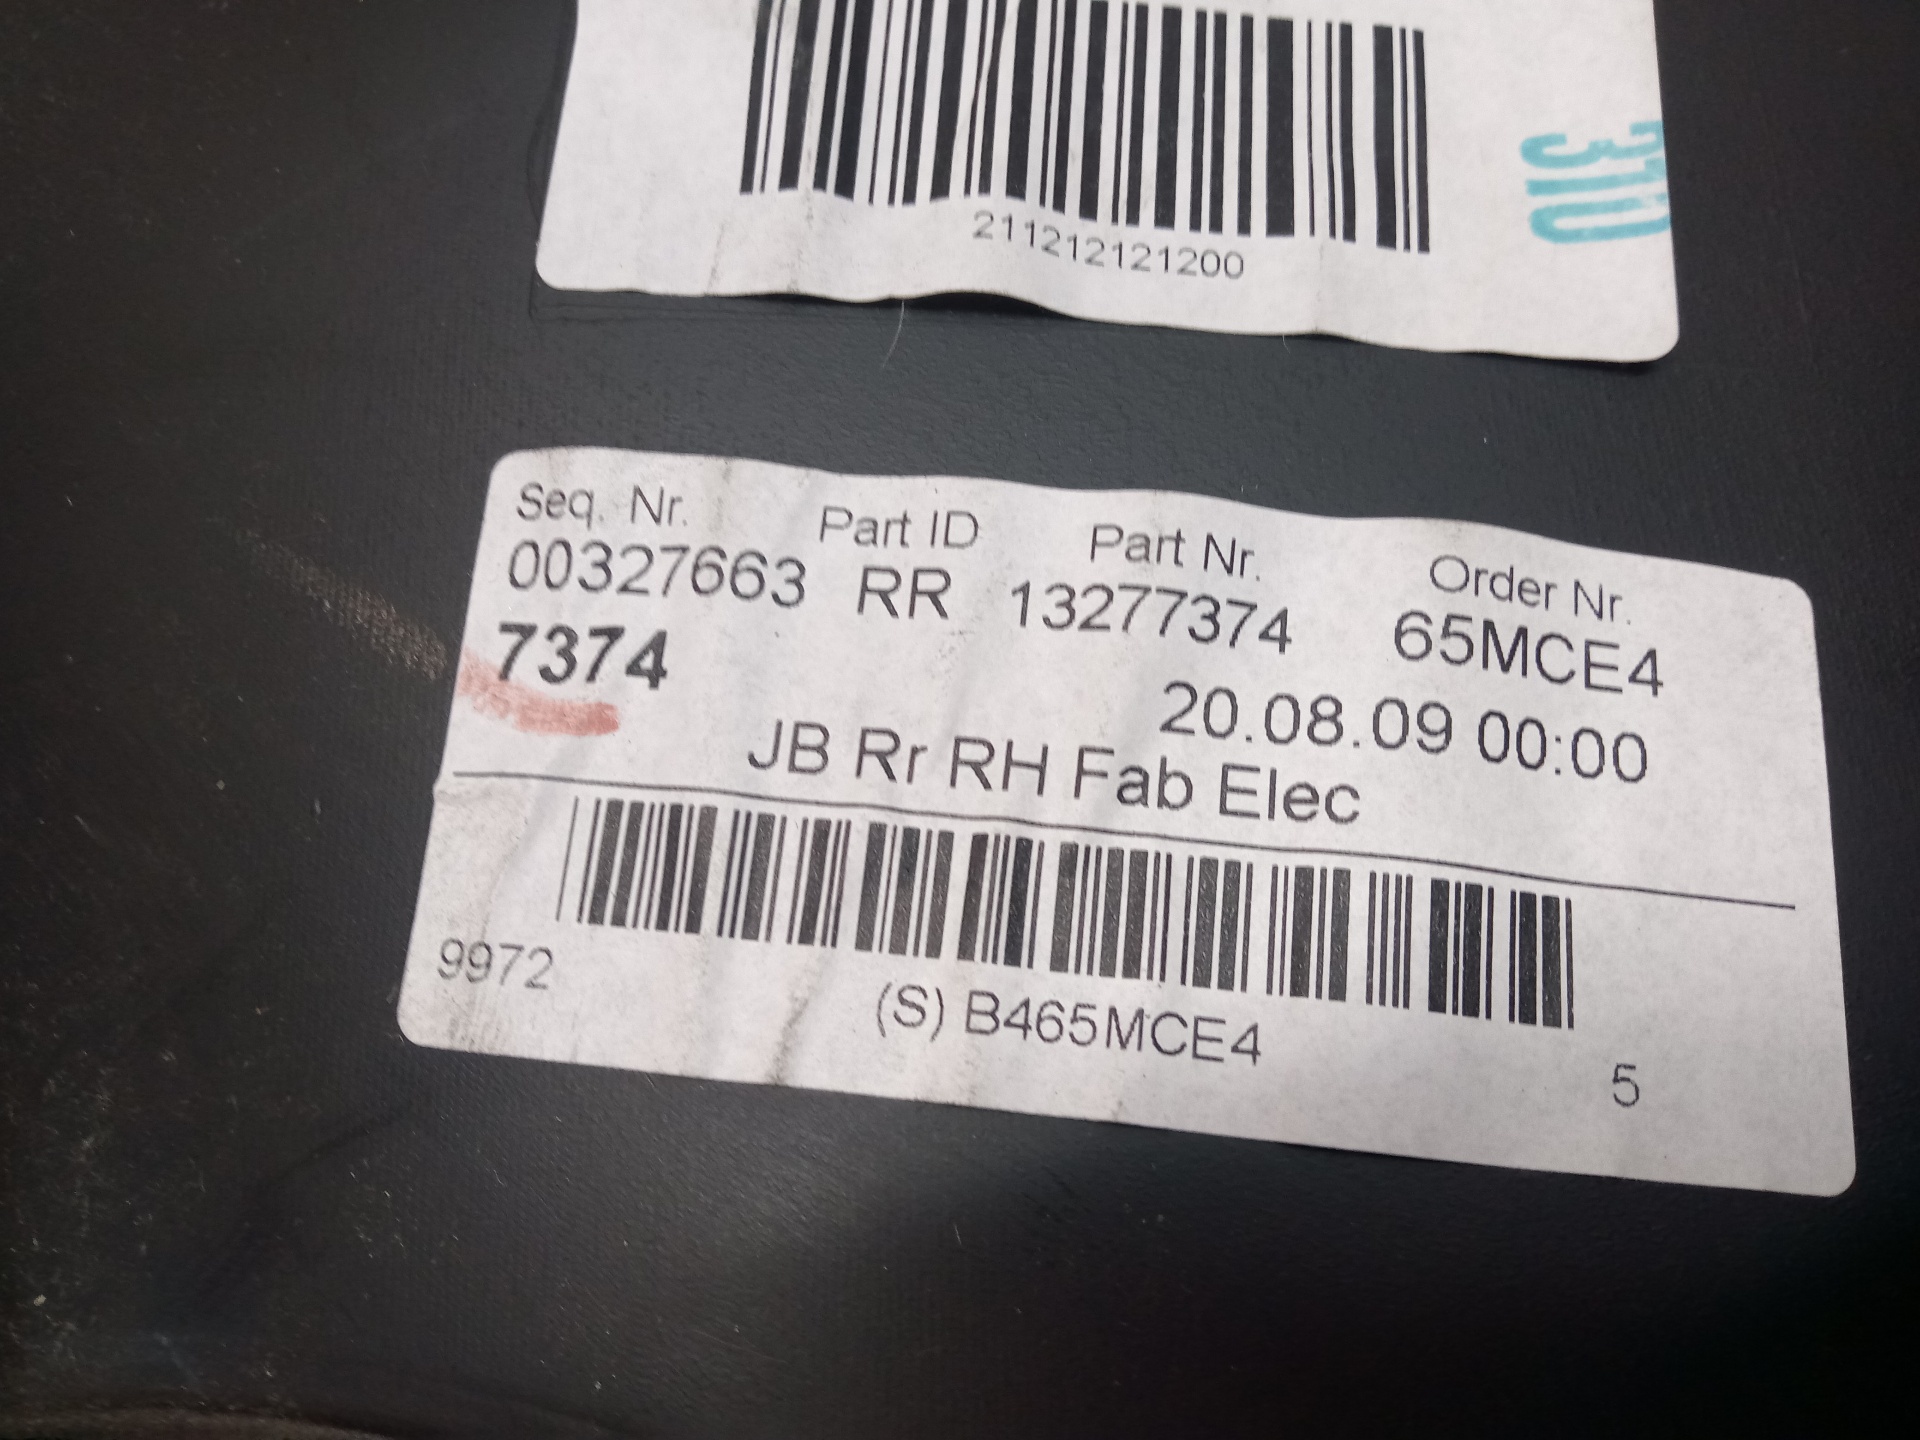 310
211212121200
Seq. Nr. Part ID Part Nr. Order Nr.
00327663 RR 13277374 65MCE4
7374 20.08.09 00:00
JB Rr RH Fab Elec
9972
(S) B465MCE4
5